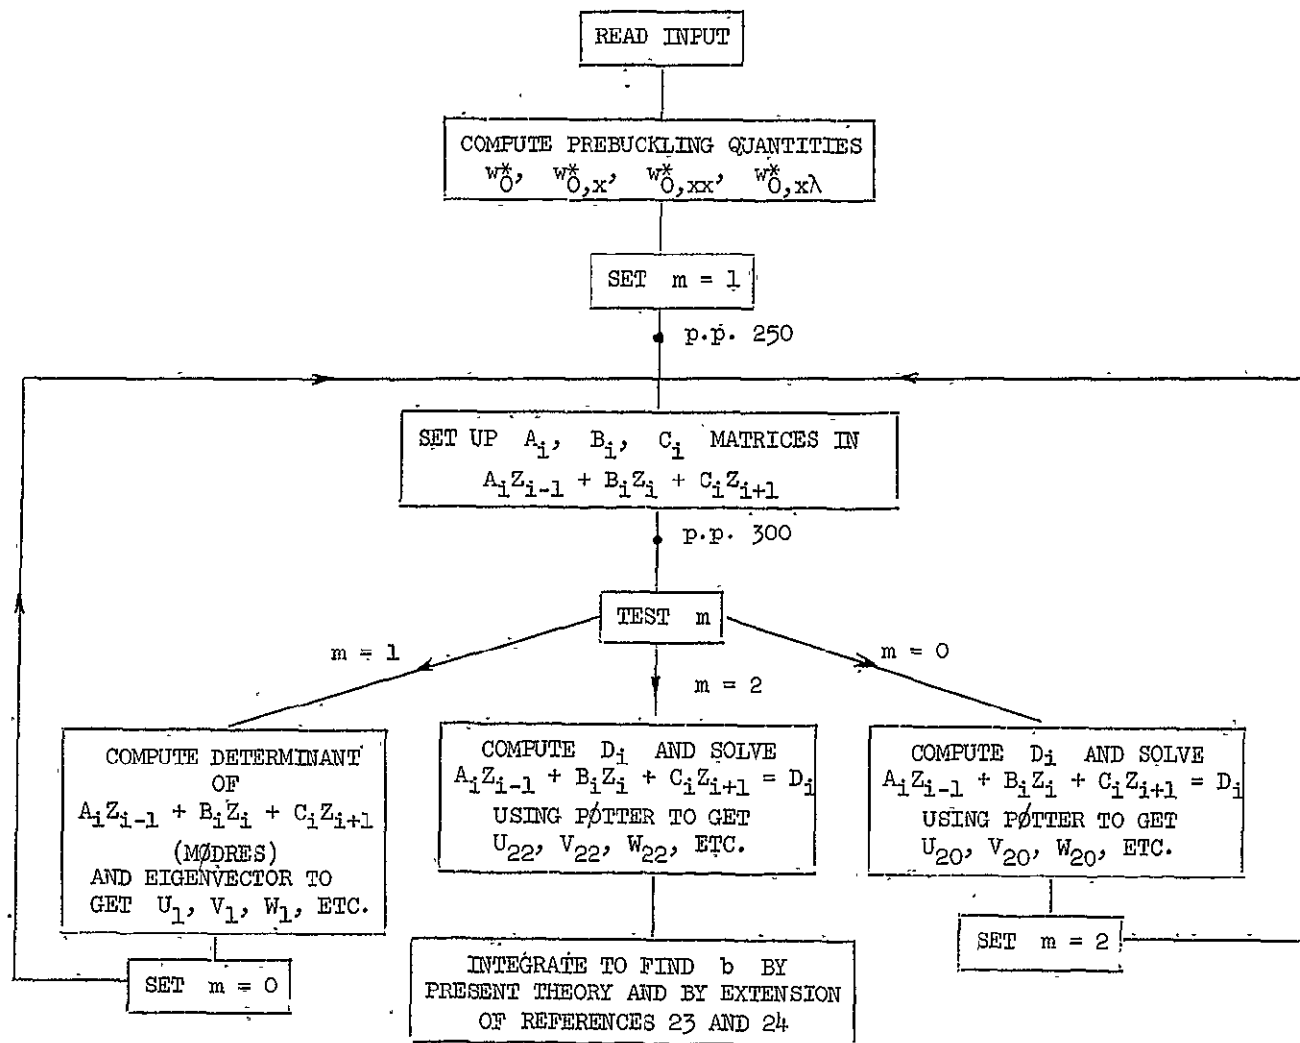 READ INPUT
COMPUTE PREBUCKLING QUANTITIES
w*0, w*0,x, w*0,xx, w*0,xλ
SET m = 1
p.p. 250
SET UP Ai, Bi, Ci MATRICES IN
AiZi-1 + BiZi + CiZi+1
p.p. 300
TEST m
m = 1
m = 2
m = 0
COMPUTE DETERMINANT
OF
AiZi-1 + BiZi + CiZi+1
(MØDRES)
AND EIGENVECTOR TO
GET U1, V1, W1, ETC.
SET m = 0
COMPUTE Di AND SOLVE
AiZi-1 + BiZi + CiZi+1 = Di
USING PØTTER TO GET
U22, V22, W22, ETC.
INTEGRATE TO FIND b BY
PRESENT THEORY AND BY EXTENSION
OF REFERENCES 23 AND 24
COMPUTE Di AND SOLVE
AiZi-1 + BiZi + CiZi+1 = Di
USING PØTTER TO GET
U20, V20, W20, ETC.
SET m = 2